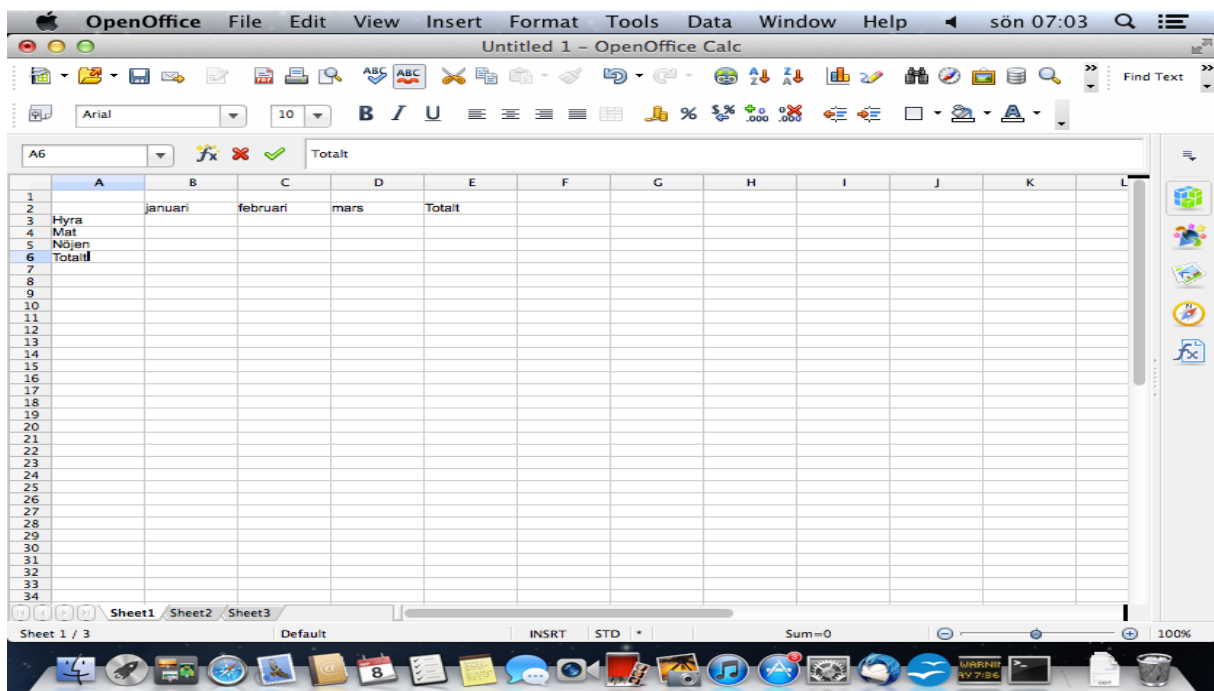 OpenOffice File Edit View Insert Format Tools Data Window Help sön 07:03
Untitled 1 – OpenOffice Calc
ABC ABC Find Text
Arial 10 B I U
A6 fx Totalt
A B C D E F G H I J K L
1
2 januari februari mars Totalt
3 Hyra
4 Mat
5 Nöjen
6 Totalt
7
8
9
10
11
12
13
14
15
16
17
18
19
20
21
22
23
24
25
26
27
28
29
30
31
32
33
34
Sheet1 Sheet2 Sheet3
Sheet 1 / 3 Default INSRT STD * Sum=0 100%
8